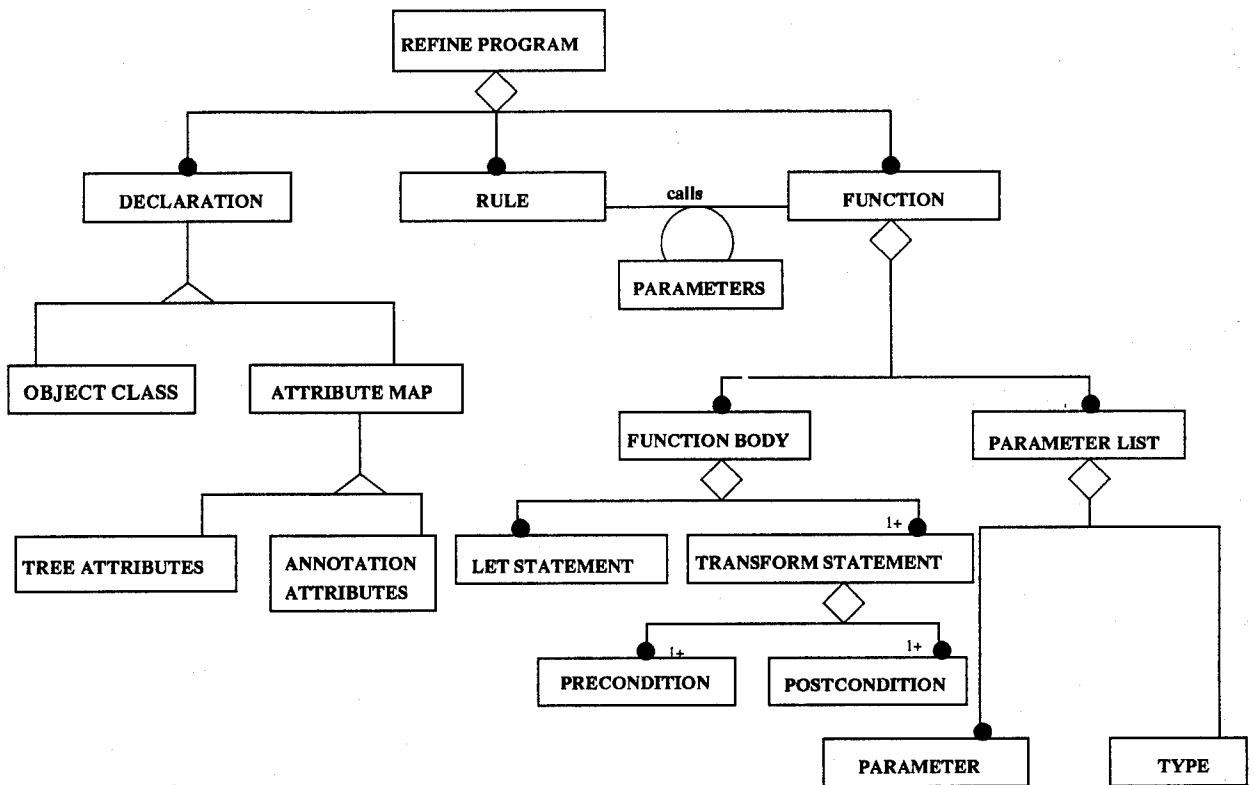 REFINE PROGRAM
DECLARATION
RULE
calls
FUNCTION
PARAMETERS
OBJECT CLASS
ATTRIBUTE MAP
FUNCTION BODY
PARAMETER LIST
TREE ATTRIBUTES
ANNOTATION
ATTRIBUTES
LET STATEMENT
1+
TRANSFORM STATEMENT
1+
1+
PRECONDITION
POSTCONDITION
PARAMETER
TYPE